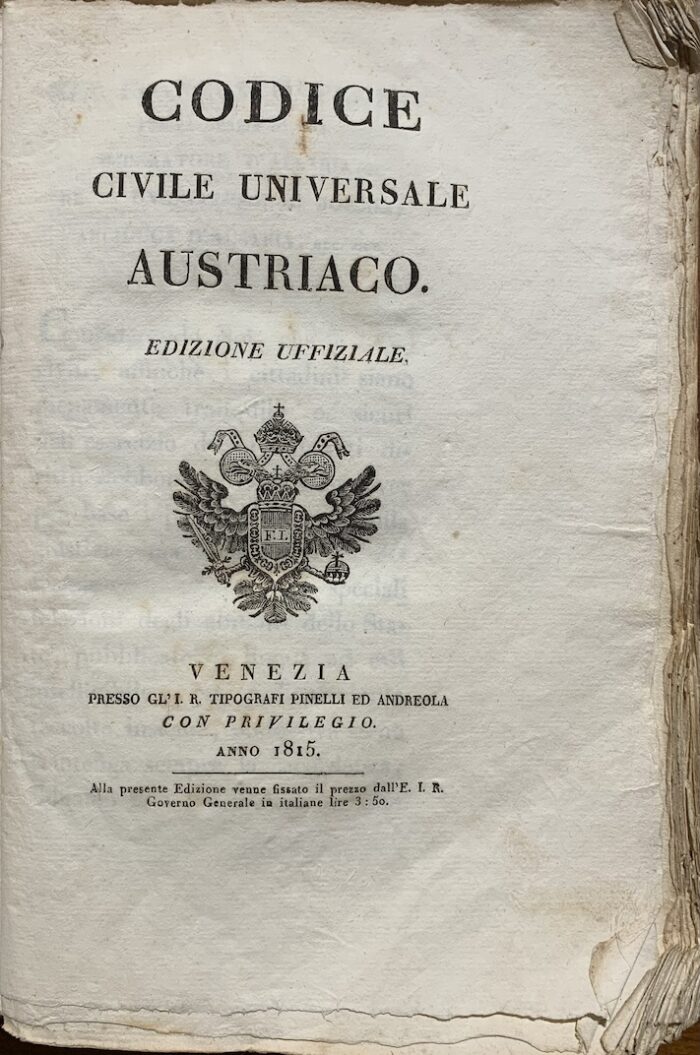 CODICE
CIVILE UNIVERSALE
AUSTRIACO.
EDIZIONE UFFIZIALE.
F. I.
VENEZIA
PRESSO GL' I. R. TIPOGRAFI PINELLI ED ANDREOLA
CON PRIVILEGIO.
ANNO 1815.
Alla presente Edizione venne fissato il prezzo dall'E. I. R.
Governo Generale in italiane lire 3 : 50.